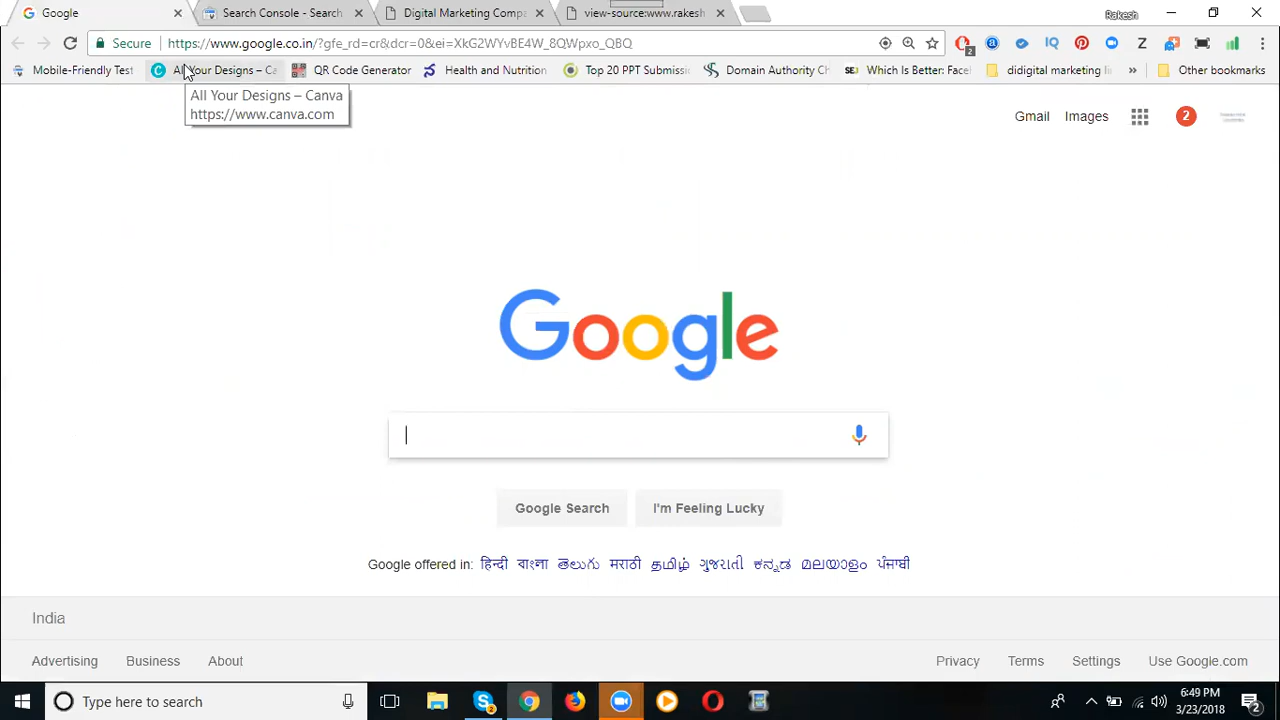 Google
Search Console - Search
Digital Marketing Compa
view-source:www.rakesh
Rakesh
Secure
https://www.google.co.in/?gfe_rd=cr&dcr=0&ei=XkG2WYvBE4W_8QWpxo_QBQ
2
Mobile-Friendly Test
All Your Designs – Ca
QR Code Generator
Health and Nutrition
Top 20 PPT Submiss
Domain Authority Ch
SEJ
Which Is Better: Facel
didigital marketing
»
Other bookmarks
All Your Designs – Canva
https://www.canva.com
Gmail
Images
2
Google
Google Search
I'm Feeling Lucky
Google offered in: हिन्दी বাংলা తెలుగు मराठी தமிழ் ગુજરાતી ಕನ್ನಡ മലയാളം ਪੰਜਾਬੀ
India
Advertising
Business
About
Privacy
Terms
Settings
Use Google.com
Type here to search
6:49 PM
3/23/2018
2